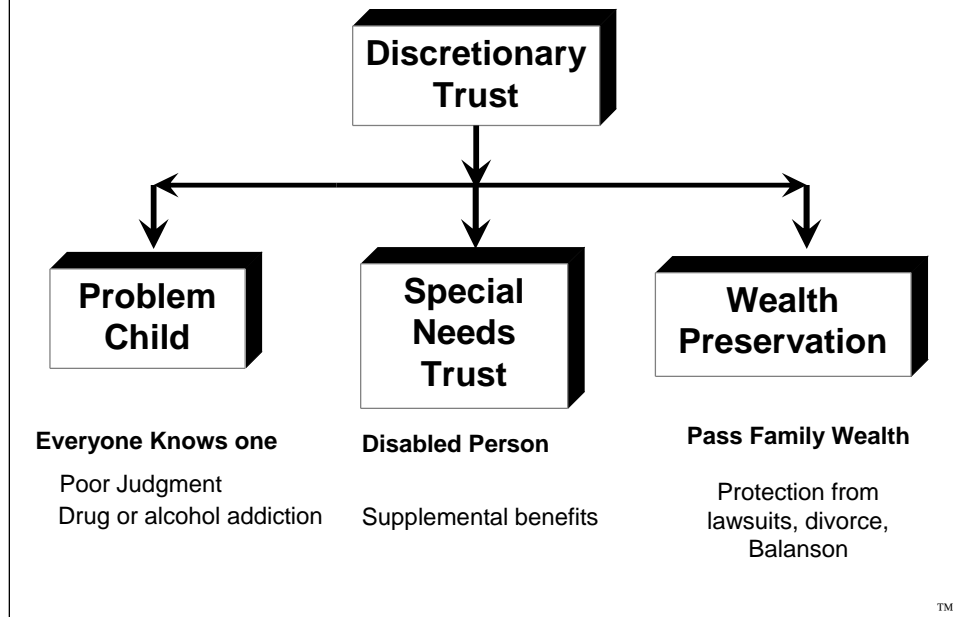 Discretionary
Trust
Problem
Child
Special
Needs
Trust
Wealth
Preservation
Everyone Knows one
Poor Judgment
Drug or alcohol addiction
Disabled Person
Supplemental benefits
Pass Family Wealth
Protection from
lawsuits, divorce,
Balanson
™